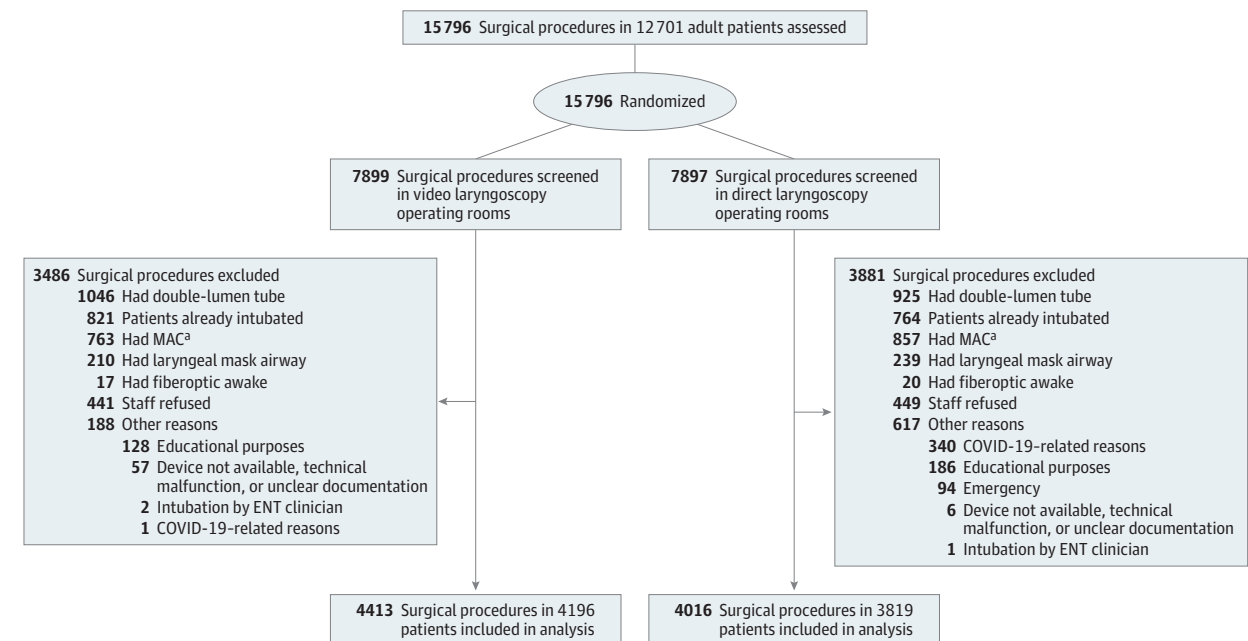 15796 Surgical procedures in 12701 adult patients assessed
15796 Randomized
7899 Surgical procedures screened
in video laryngoscopy
operating rooms
7897 Surgical procedures screened
in direct laryngoscopy
operating rooms
3486 Surgical procedures excluded
1046 Had double-lumen tube
821 Patients already intubated
763 Had MACa
210 Had laryngeal mask airway
17 Had fiberoptic awake
441 Staff refused
188 Other reasons
128 Educational purposes
57 Device not available, technical
malfunction, or unclear documentation
2 Intubation by ENT clinician
1 COVID-19–related reasons
3881 Surgical procedures excluded
925 Had double-lumen tube
764 Patients already intubated
857 Had MACa
239 Had laryngeal mask airway
20 Had fiberoptic awake
449 Staff refused
617 Other reasons
340 COVID-19–related reasons
186 Educational purposes
94 Emergency
6 Device not available, technical
malfunction, or unclear documentation
1 Intubation by ENT clinician
4413 Surgical procedures in 4196
patients included in analysis
4016 Surgical procedures in 3819
patients included in analysis